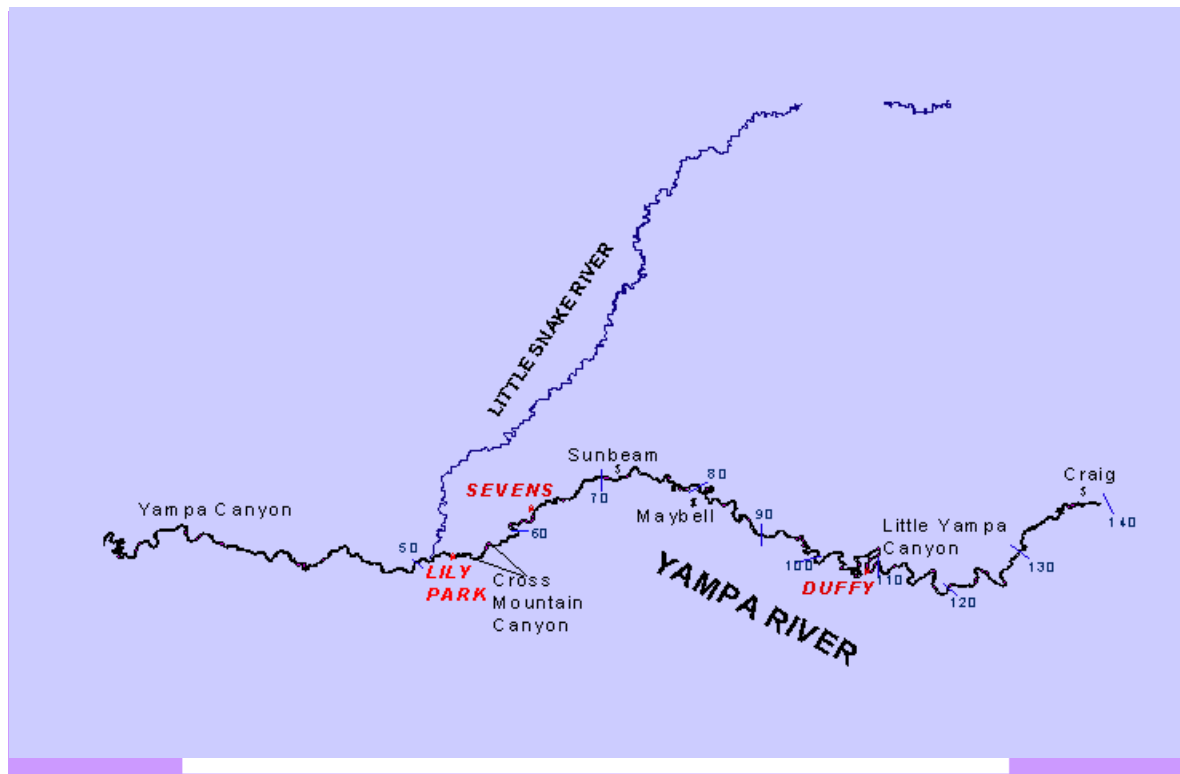 LITTLE SNAKE RIVER
Sunbeam
80
Craig
SEVENS
70
Yampa Canyon
Maybell
90
140
60
Little Yampa
Canyon
50
100
130
LILY
PARK
Cross
Mountain
Canyon
DUFFY
110
120
YAMPA RIVER